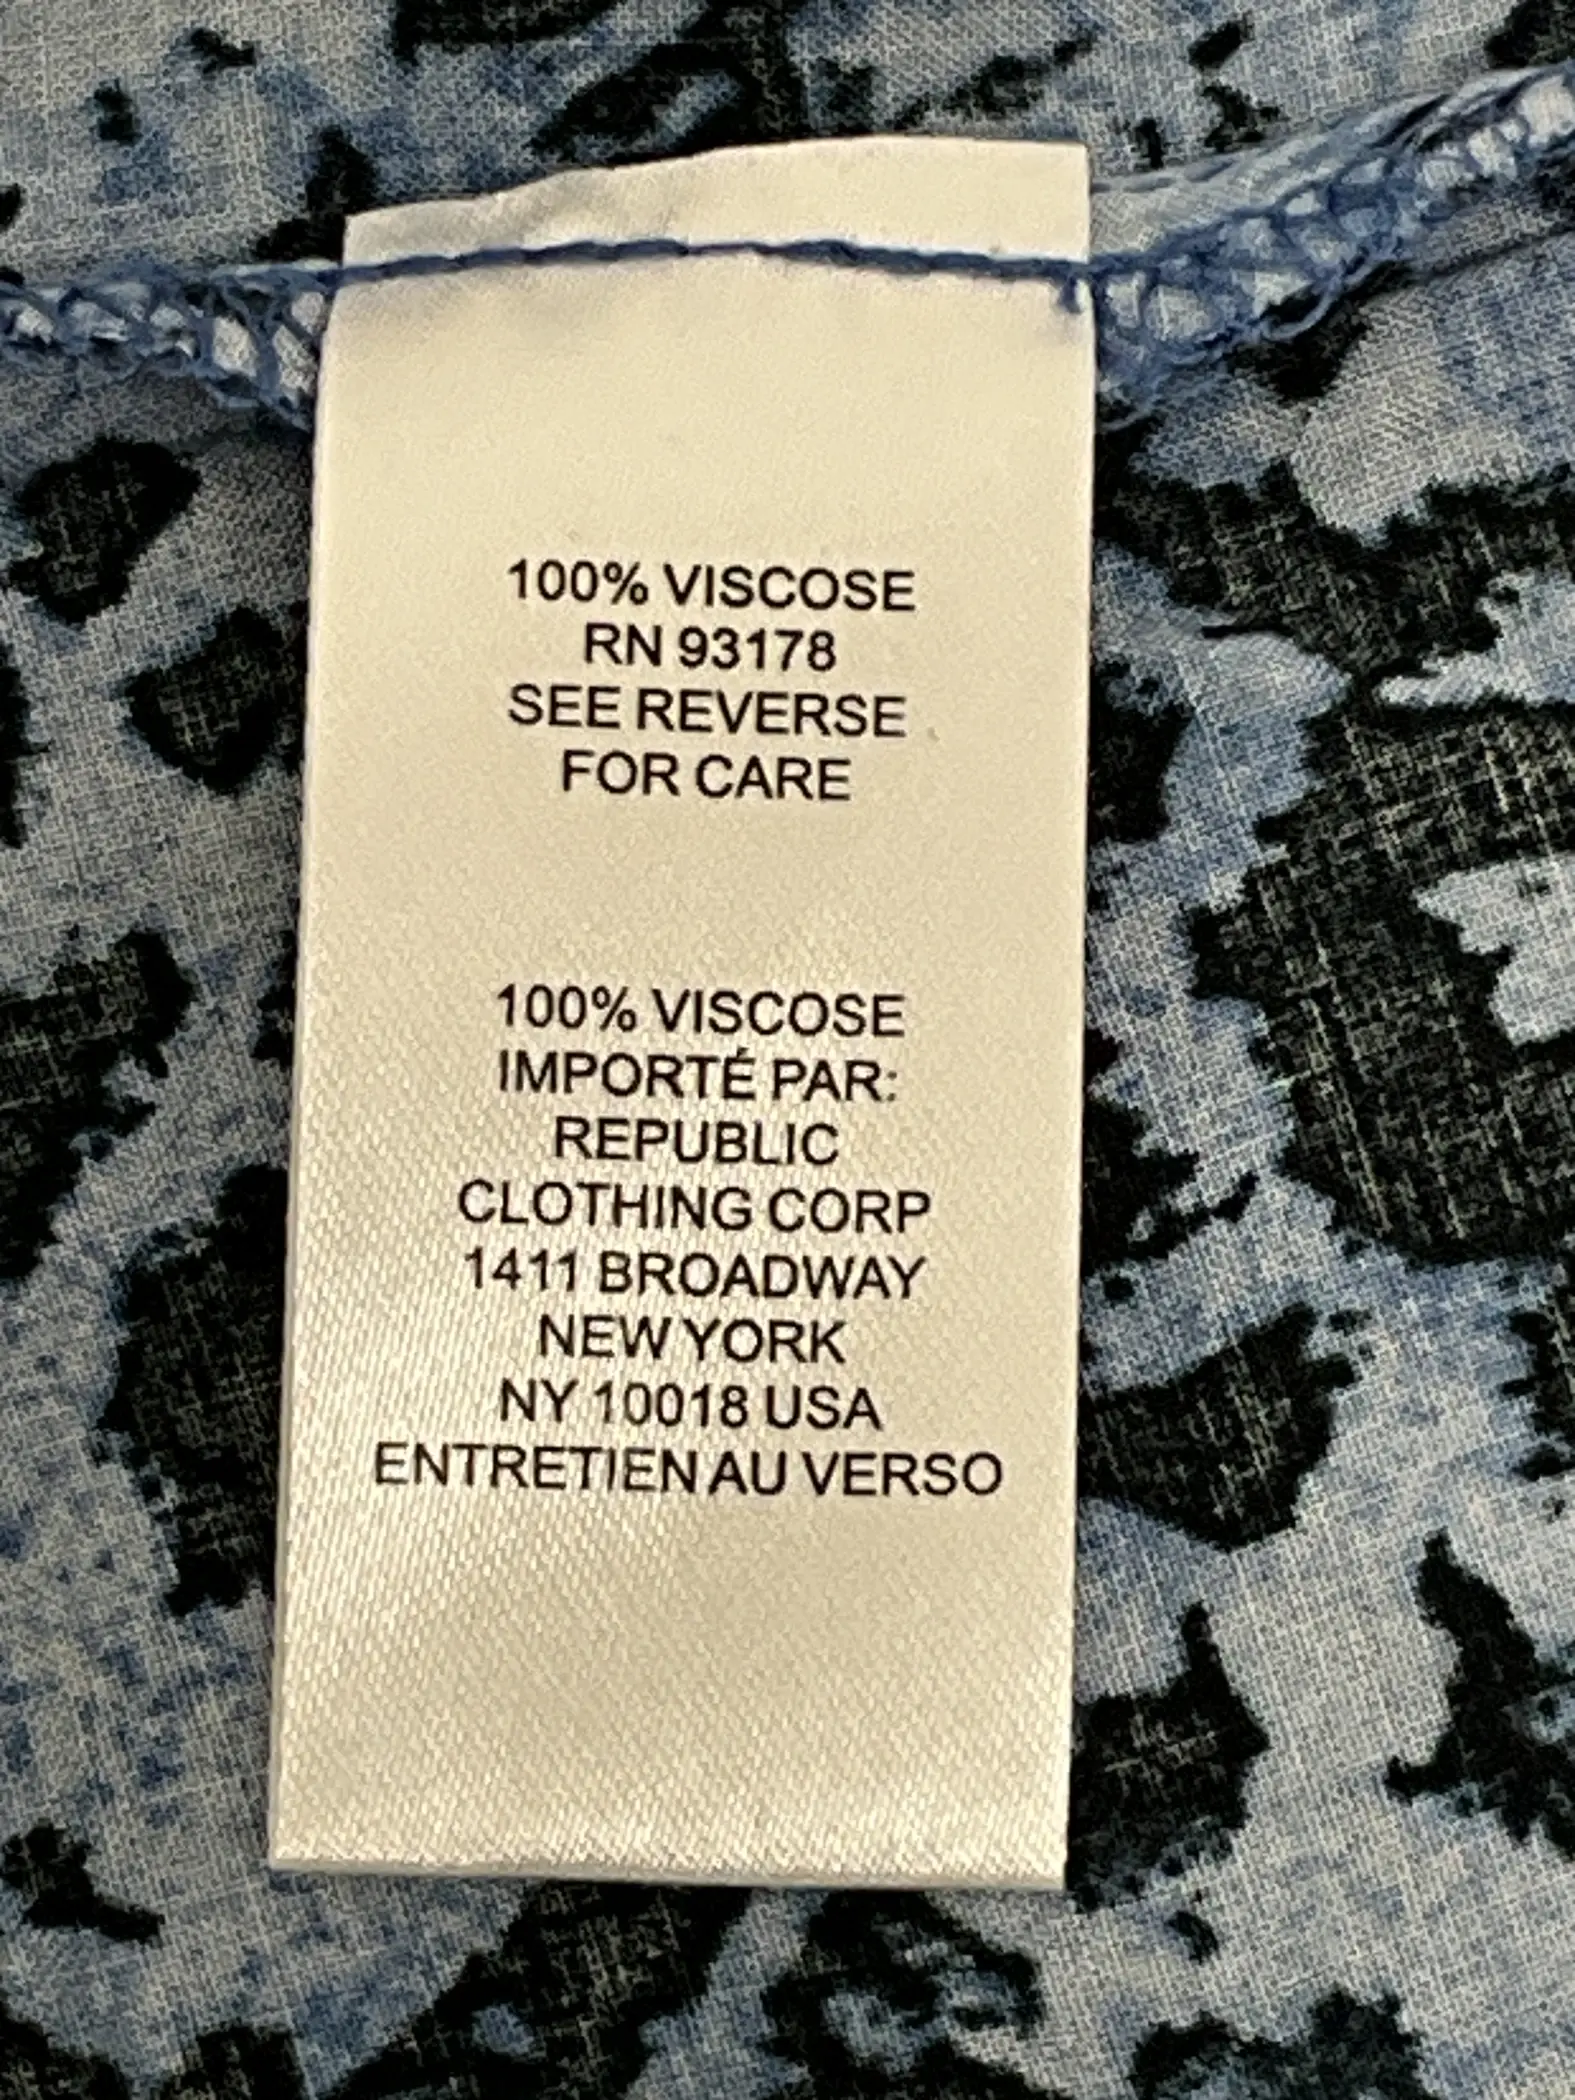 100% VISCOSE
RN 93178
SEE REVERSE
FOR CARE
100% VISCOSE
IMPORTÉ PAR:
REPUBLIC
CLOTHING CORP
1411 BROADWAY
NEW YORK
NY 10018 USA
ENTRETIEN AU VERSO